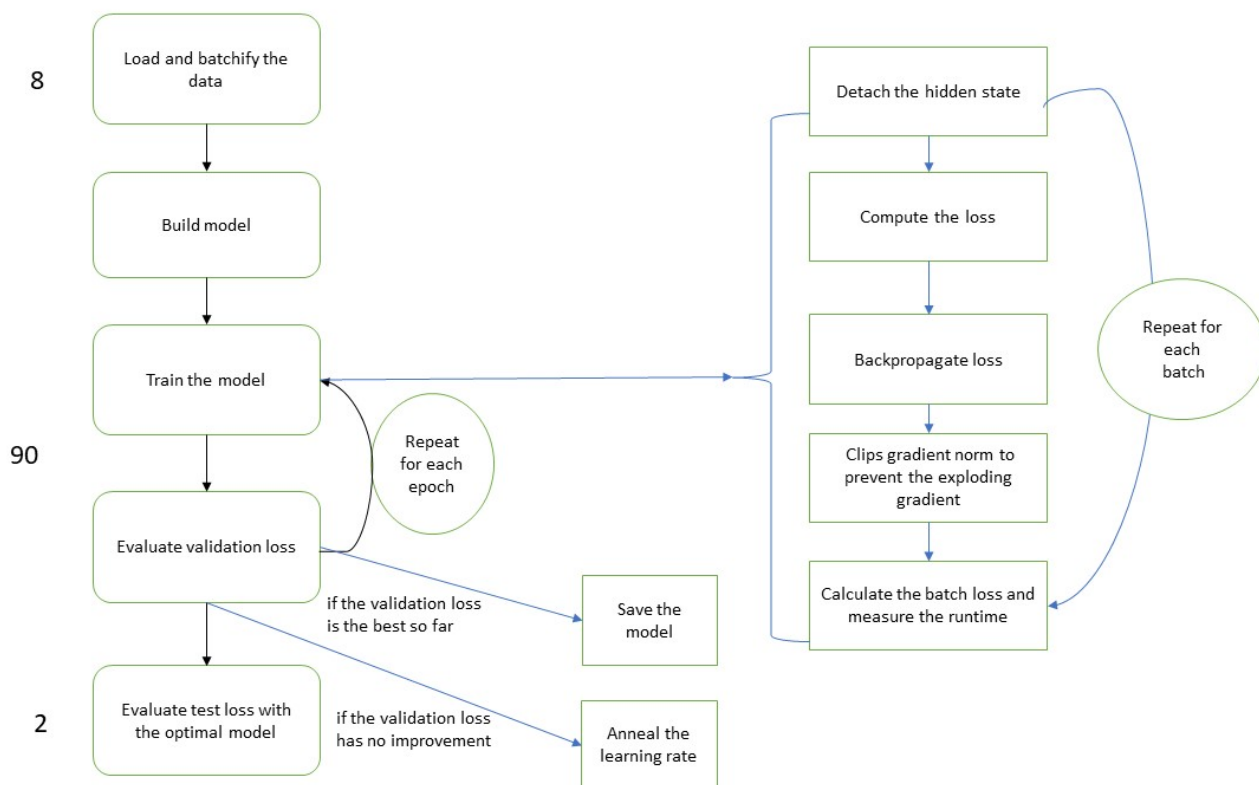 8
Load and batchify the
data
Build model
Train the model
90
Repeat
for each
epoch
Evaluate validation loss
if the validation loss
is the best so far
Save the
model
2
Evaluate test loss with
the optimal model
if the validation loss
has no improvement
Anneal the
learning rate
Detach the hidden state
Compute the loss
Backpropagate loss
Clips gradient norm to
prevent the exploding
gradient
Calculate the batch loss and
measure the runtime
Repeat for
each
batch